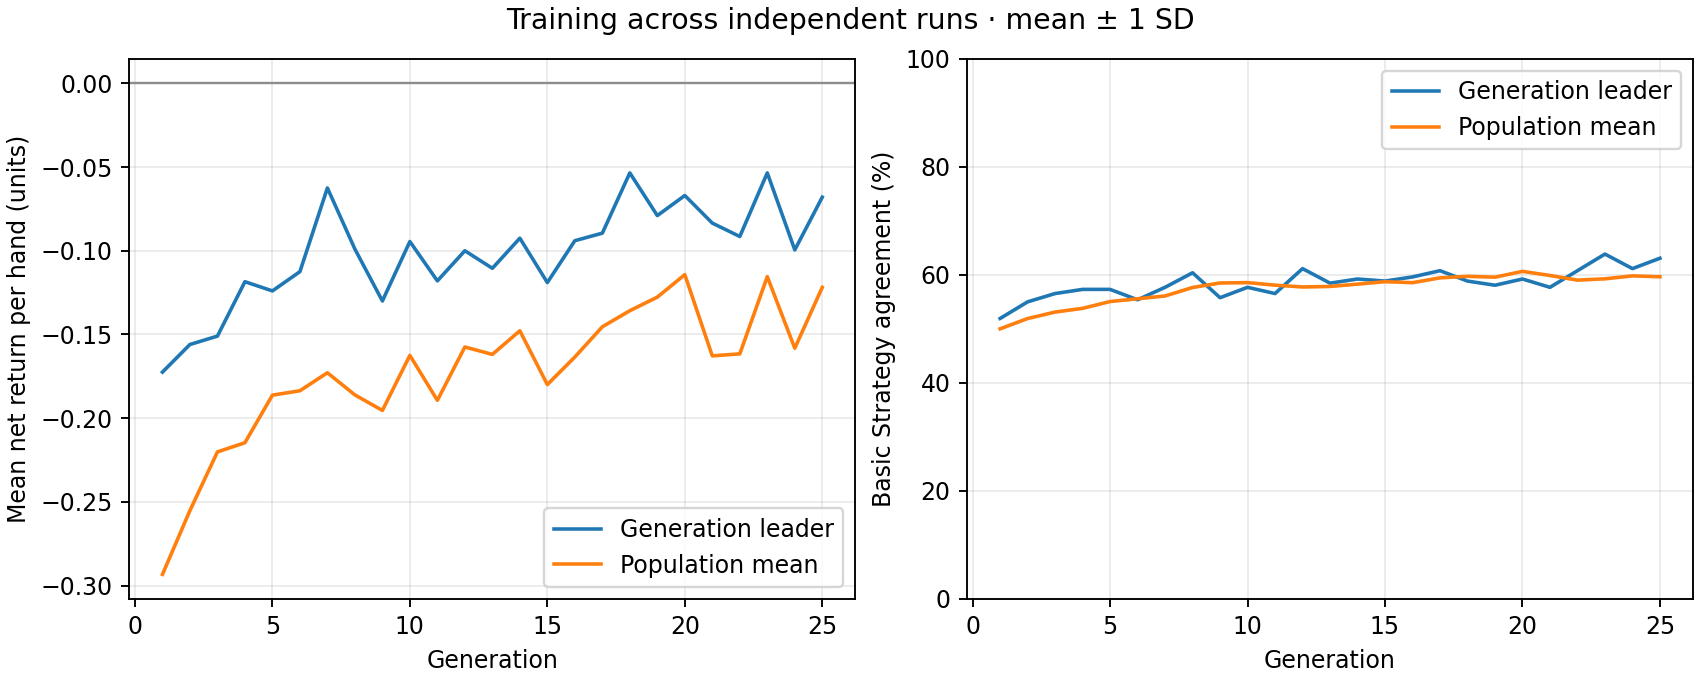 Training across independent runs · mean ± 1 SD
Mean net return per hand (units)
0.00
−0.05
−0.10
−0.15
−0.20
−0.25
−0.30
Generation leader
Population mean
0 5 10 15 20 25
Generation
Basic Strategy agreement (%)
100
80
60
40
20
0
Generation leader
Population mean
0 5 10 15 20 25
Generation